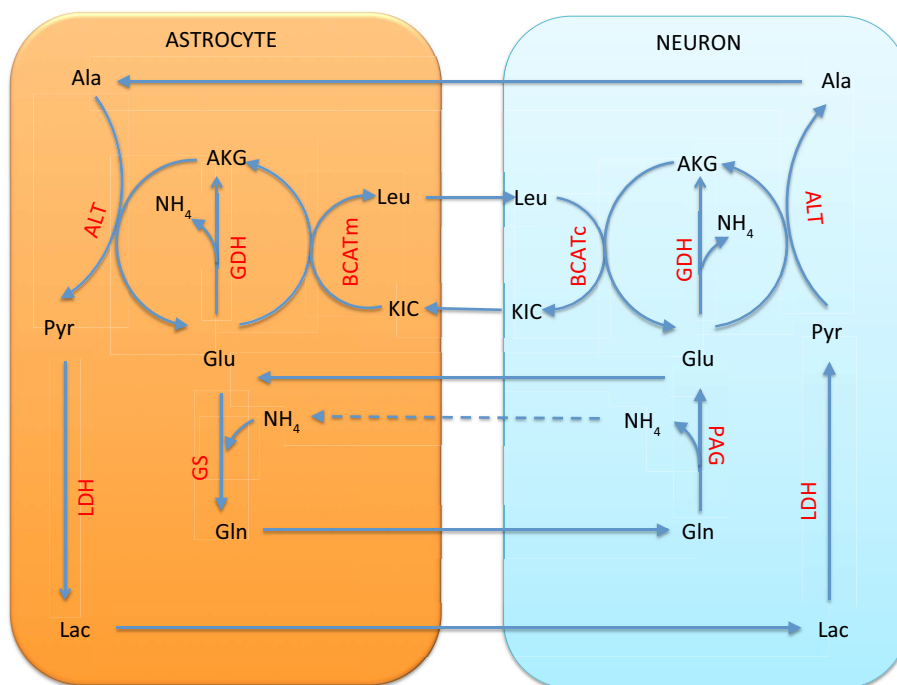 ASTROCYTE
NEURON
Ala
Ala
AKG
AKG
NH4
Leu
Leu
NH4
ALT
GDH
BCATm
BCATc
GDH
ALT
KIC
KIC
Pyr
Pyr
Glu
Glu
NH4
NH4
GS
PAG
LDH
LDH
Gln
Gln
Lac
Lac